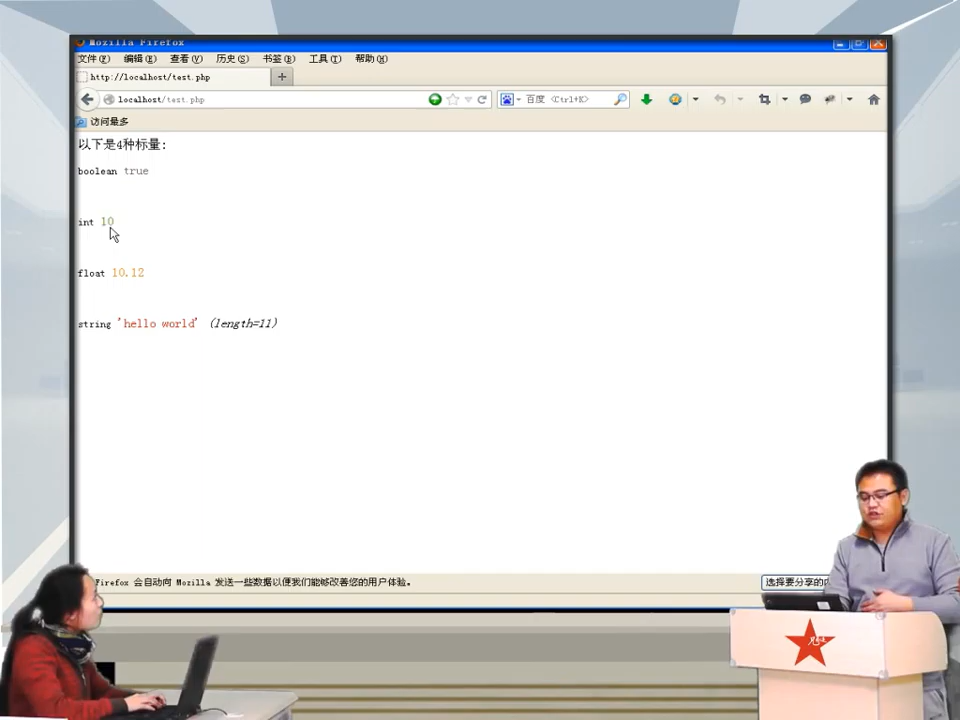 Mozilla Firefox
文件(F) 编辑(E) 查看(V) 历史(S) 书签(B) 工具(T) 帮助(H)
http://localhost/test.php +
localhost/test.php 百度 <Ctrl+K>
访问最多
以下是4种标量:
boolean true
int 10
float 10.12
string 'hello world' (length=11)
Firefox 会自动向 Mozilla 发送一些数据以便我们能够改善您的用户体验。 选择要分享的内